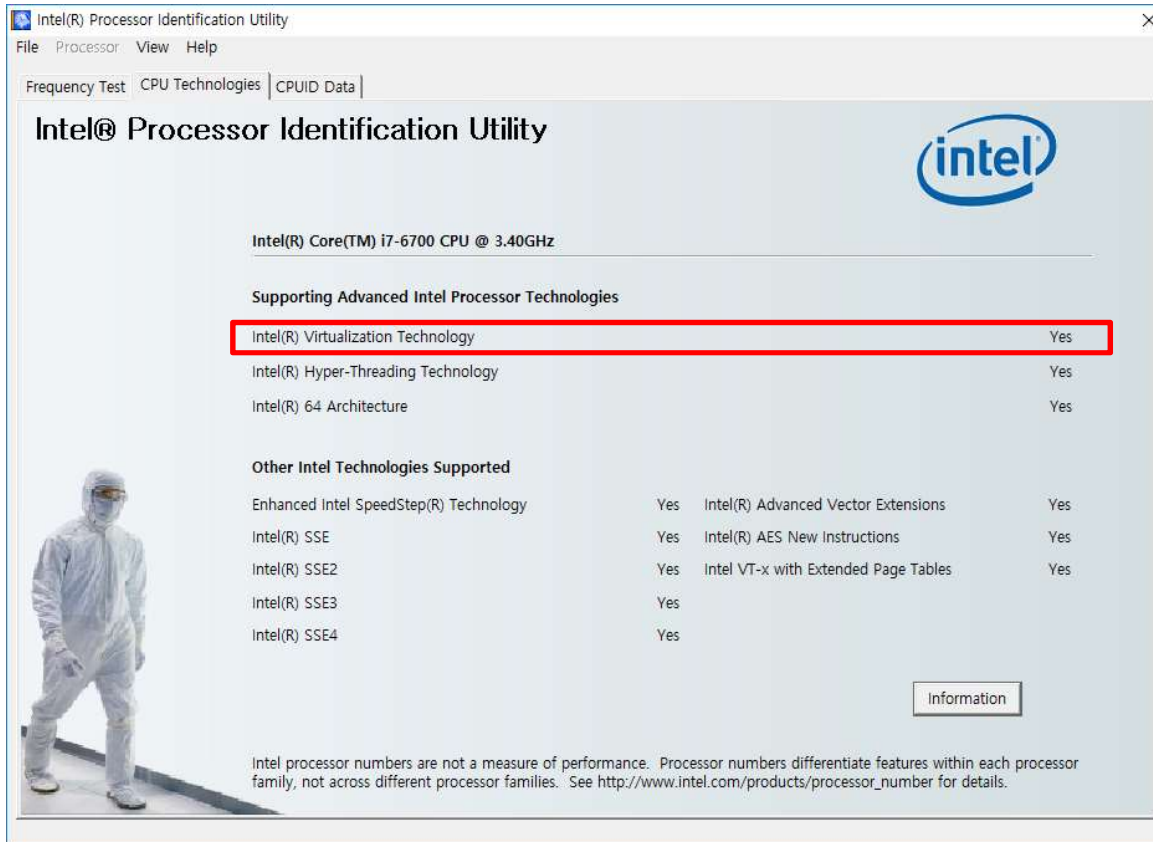 Intel(R) Processor Identification Utility
File Processor View Help
Frequency Test CPU Technologies CPUID Data
Intel® Processor Identification Utility
intel
Intel(R) Core(TM) i7-6700 CPU @ 3.40GHz
Supporting Advanced Intel Processor Technologies
Intel(R) Virtualization Technology Yes
Intel(R) Hyper-Threading Technology Yes
Intel(R) 64 Architecture Yes
Other Intel Technologies Supported
Enhanced Intel SpeedStep(R) Technology Yes Intel(R) Advanced Vector Extensions Yes
Intel(R) SSE Yes Intel(R) AES New Instructions Yes
Intel(R) SSE2 Yes Intel VT-x with Extended Page Tables Yes
Intel(R) SSE3 Yes
Intel(R) SSE4 Yes
Information
Intel processor numbers are not a measure of performance. Processor numbers differentiate features within each processor
family, not across different processor families. See http://www.intel.com/products/processor_number for details.